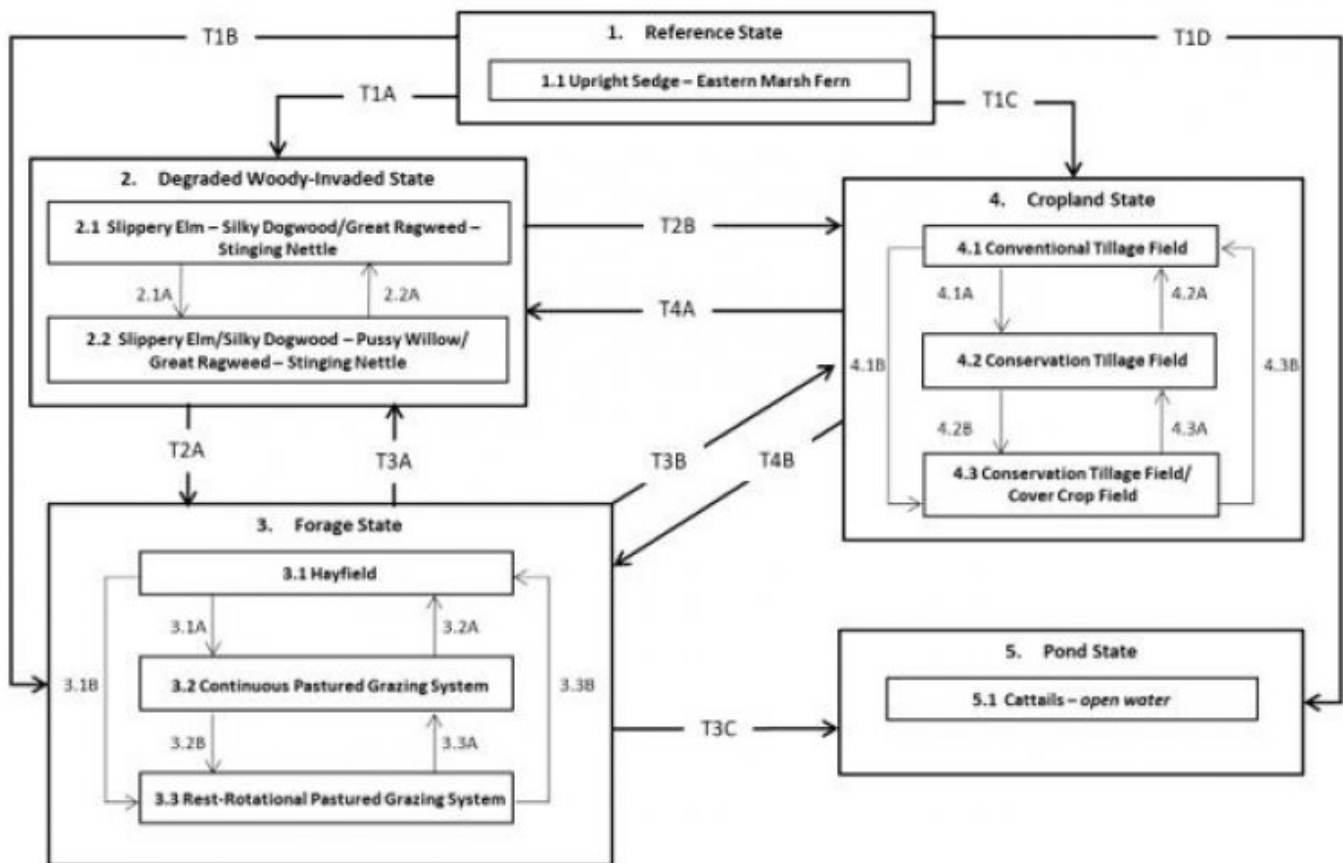 T1B
1. Reference State
T1D
1.1 Upright Sedge – Eastern Marsh Fern
T1A
T1C
2. Degraded Woody-Invaded State
2.1 Slippery Elm – Silky Dogwood/Great Ragweed –
Stinging Nettle
2.1A
2.2A
2.2 Slippery Elm/Silky Dogwood – Pussy Willow/
Great Ragweed – Stinging Nettle
T2B
T4A
4. Cropland State
4.1 Conventional Tillage Field
4.1A
4.2A
4.1B
4.2 Conservation Tillage Field
4.3B
4.2B
4.3A
4.3 Conservation Tillage Field/
Cover Crop Field
T2A
T3A
T3B
T4B
3. Forage State
3.1 Hayfield
3.1A
3.2A
3.1B
3.2 Continuous Pastured Grazing System
3.3B
3.2B
3.3A
3.3 Rest-Rotational Pastured Grazing System
T3C
5. Pond State
5.1 Cattails – open water